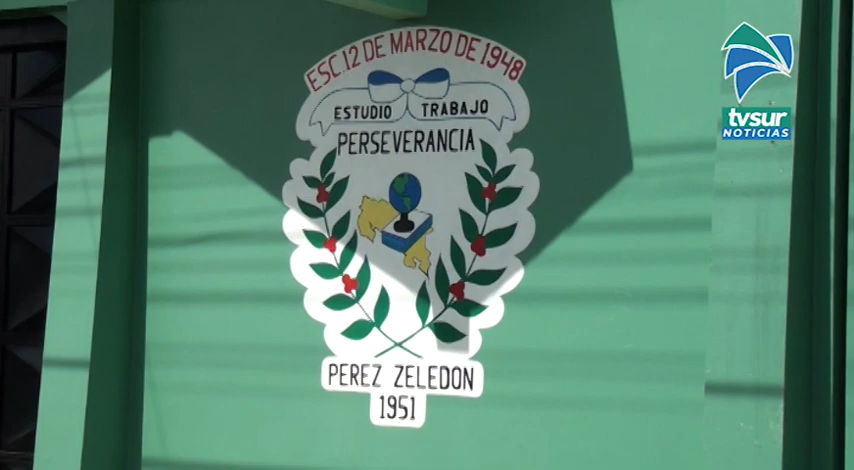 ESC. 12 DE MARZO DE 1948
ESTUDIO TRABAJO
PERSEVERANCIA
PEREZ ZELEDON
1951
tvsur
NOTICIAS